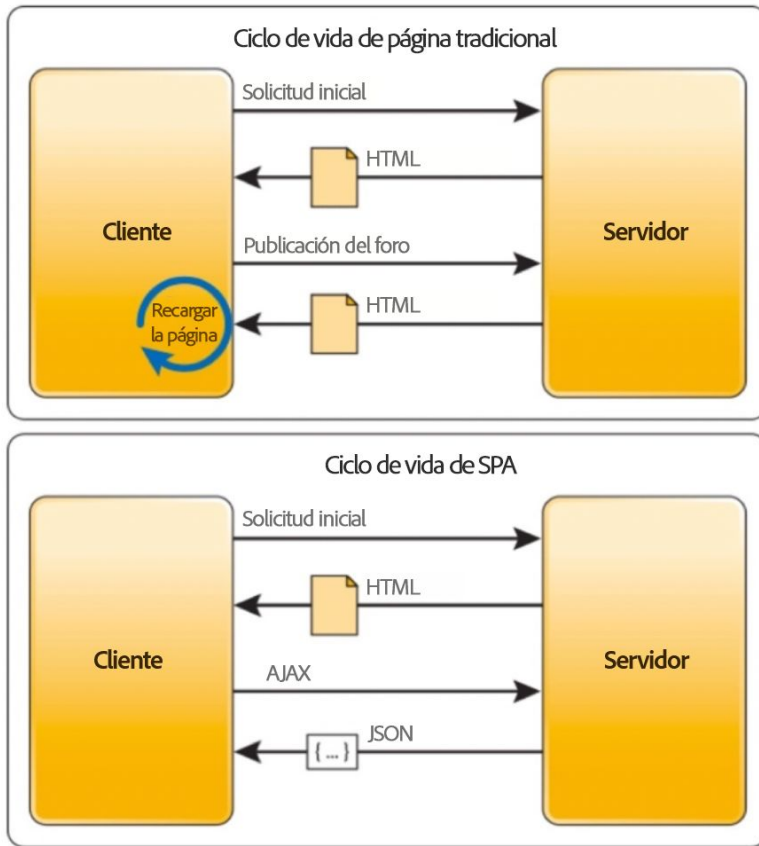 Ciclo de vida de página tradicional
Solicitud inicial
HTML
Cliente
Servidor
Publicación del foro
HTML
Recargar
la página
Ciclo de vida de SPA
Solicitud inicial
HTML
Cliente
Servidor
AJAX
JSON
{ ... }